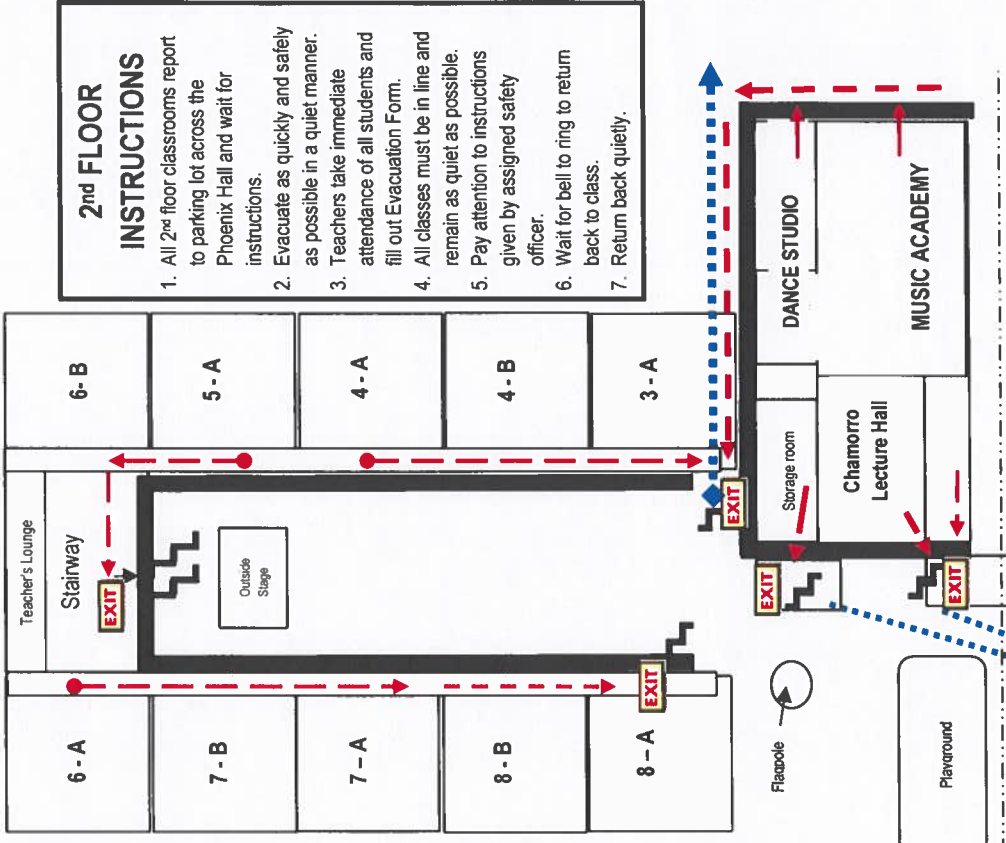 2nd FLOOR
INSTRUCTIONS
1. All 2nd floor classrooms report
to parking lot across the
Phoenix Hall and wait for
instructions.
2. Evacuate as quickly and safely
as possible in a quiet manner.
3. Teachers take immediate
attendance of all students and
fill out Evacuation Form.
4. All classes must be in line and
remain as quiet as possible.
5. Pay attention to instructions
given by assigned safety
officer.
6. Wait for bell to ring to return
back to class.
7. Return back quietly.
6- B
5 - A
4 - A
4 - B
3 - A
Teacher's Lounge
Stairway
EXIT
Outside
Stage
EXIT
EXIT
6 - A
7 - B
7 – A
8 - B
8 – A
DANCE STUDIO
MUSIC ACADEMY
Storage room
Chamorro
Lecture Hall
EXIT
EXIT
Flagpole
Playground